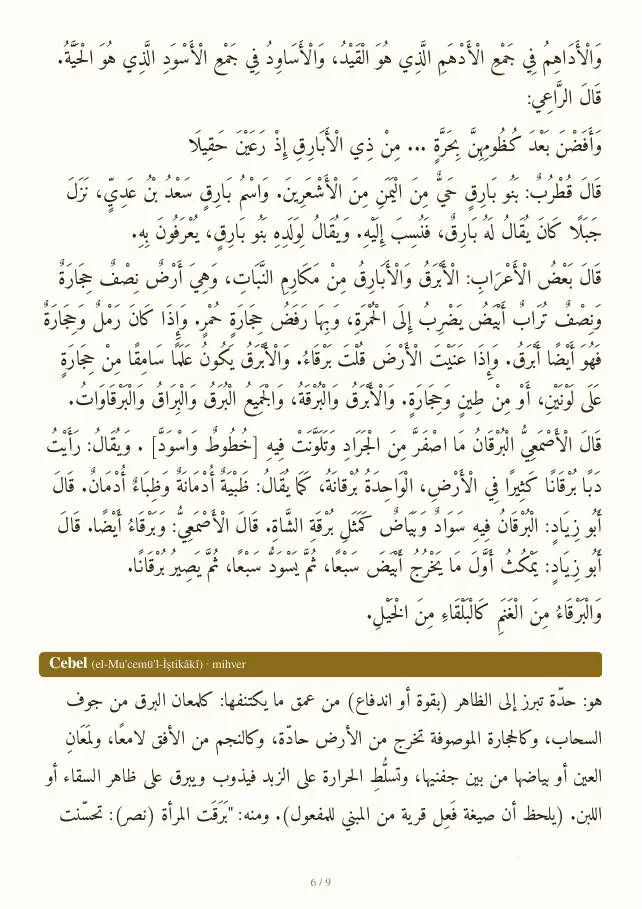 وَالْأَدَاهِمُ فِي جَمْعِ الْأَدْهَمِ الَّذِي هُوَ الْقَيْدُ، وَالْأَسَاوِدُ فِي جَمْعِ الْأَسْوَدِ الَّذِي هُوَ الْحَيَّةُ.
قَالَ الرَّاعِي:
وَأَفَضْنَ بَعْدَ كُظُومِهِنَّ بِحَرَّةٍ ... مِنْ ذِي الْأَبَارِقِ إِذْ رَعَيْنَ حَقِيلَا
قَالَ قُطْرُبٌ: بَنُو بَارِقٍ حَيٌّ مِنَ الْيَمَنِ مِنَ الْأَشْعَرِينَ. وَاسْمُ بَارِقٍ سَعْدُ بْنُ عَدِيٍّ، نَزَلَ
جَبَلًا كَانَ يُقَالُ لَهُ بَارِقٌ، فَنُسِبَ إِلَيْهِ. وَيُقَالُ لِوَلَدِهِ بَنُو بَارِقٍ، يُعْرَفُونَ بِهِ.
قَالَ بَعْضُ الْأَعْرَابِ: الْأَبْرَقُ وَالْأَبَارِقُ مِنْ مَكَارِمِ النَّبَاتِ، وَهِيَ أَرْضٌ نِصْفٌ حِجَارَةٌ
وَنِصْفٌ تُرَابٌ أَبْيَضُ يَضْرِبُ إِلَى الْحُمْرَةِ، وَبِهَا رَفَضُ حِجَارَةٍ حُمْرٍ. وَإِذَا كَانَ رَمْلٌ وَحِجَارَةٌ
فَهُوَ أَيْضًا أَبْرَقُ. وَإِذَا عَنَيْتَ الْأَرْضَ قُلْتَ بَرْقَاءُ. وَالْأَبْرَقُ يَكُونُ عَلَمًا سَامِقًا مِنْ حِجَارَةٍ
عَلَى لَوْنَيْنِ، أَوْ مِنْ طِينٍ وَحِجَارَةٍ. وَالْأَبْرَقُ وَالْبُرْقَةُ، وَالْجَمِيعُ الْبُرَقُ وَالْبِرَاقُ وَالْبَرْقَاوَاتُ.
قَالَ الْأَصْمَعِيُّ الْبُرْقَانُ مَا اصْفَرَّ مِنَ الْجَرَادِ وَتَلَوَّنَتْ فِيهِ [خُطُوطٌ وَاسْوَدَّ] . وَيُقَالُ: رَأَيْتُ
دَبًا بُرْقَانًا كَثِيرًا فِي الْأَرْضِ، الْوَاحِدَةُ بُرْقَانَةٌ، كَمَا يُقَالُ: ظَبْيَةٌ أُدْمَانَةٌ وَظِبَاءٌ أُدْمَانٌ. قَالَ
أَبُو زِيَادٍ: الْبُرْقَانُ فِيهِ سَوَادٌ وَبَيَاضٌ كَمَثَلِ بُرْقَةِ الشَّاةِ. قَالَ الْأَصْمَعِيُّ: وَبَرْقَاءُ أَيْضًا. قَالَ
أَبُو زِيَادٍ: يَمْكُثُ أَوَّلَ مَا يَخْرُجُ أَبْيَضَ سَبْعًا، ثُمَّ يَسْوَدُّ سَبْعًا، ثُمَّ يَصِيرُ بُرْقَانًا.
وَالْبَرْقَاءُ مِنَ الْغَنَمِ كَالْبَلْقَاءِ مِنَ الْخَيْلِ.
Cebel (el-Mu'cemü'l-İştikâkî) · mihver
هو: حدّة تبرز إلى الظاهر (بقوة أو اندفاع) من عمق ما يكتنفها: كلمعان البرق من جوف
السحاب، وكالحجارة الموصوفة تخرج من الأرض حادّة، وكالنجم من الأفق لامعًا، ولَمَعَانِ
العين أو بياضها من بين جفنيها، وتسلُّطِ الحرارة على الزبد فيذوب ويبرق على ظاهر السقاء أو
اللبن. (يلحظ أن صيغة فَعِل قرية من المبني للمفعول). ومنه: "بَرَقَت المرأة (نصر): تحسّنت
6 / 9